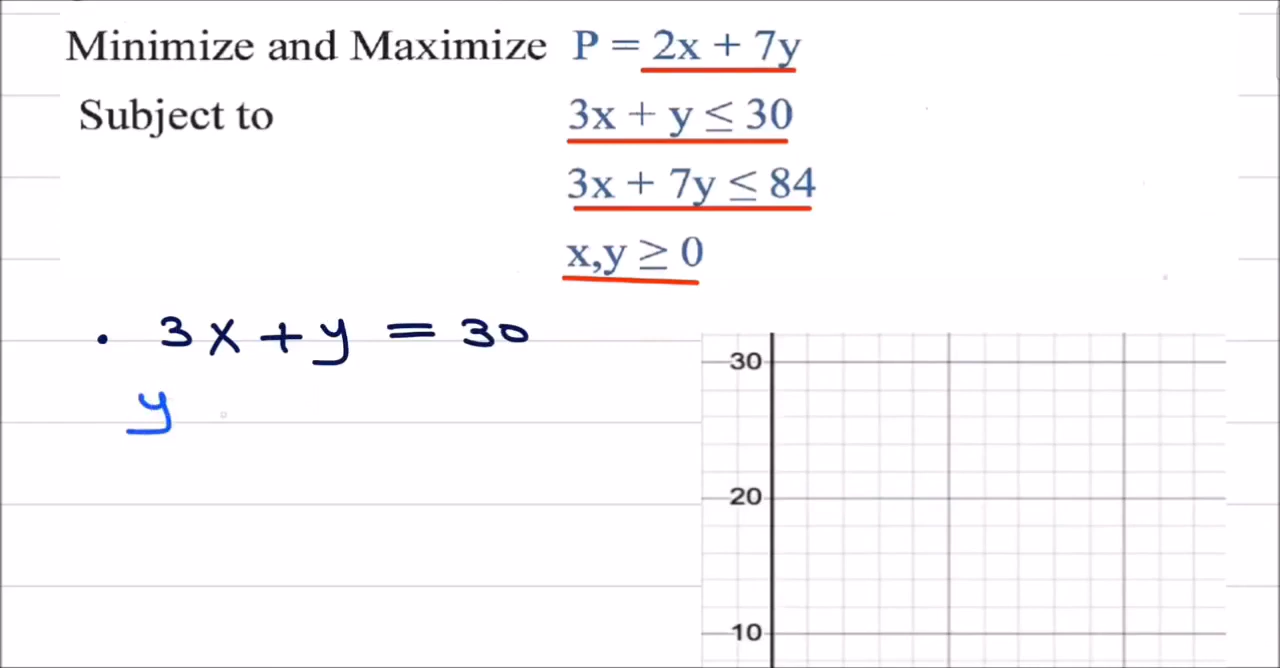 Minimize and Maximize P = 2x + 7y
Subject to 3x + y ≤ 30
3x + 7y ≤ 84
x,y ≥ 0
. 3x + y = 30
y
30
20
10